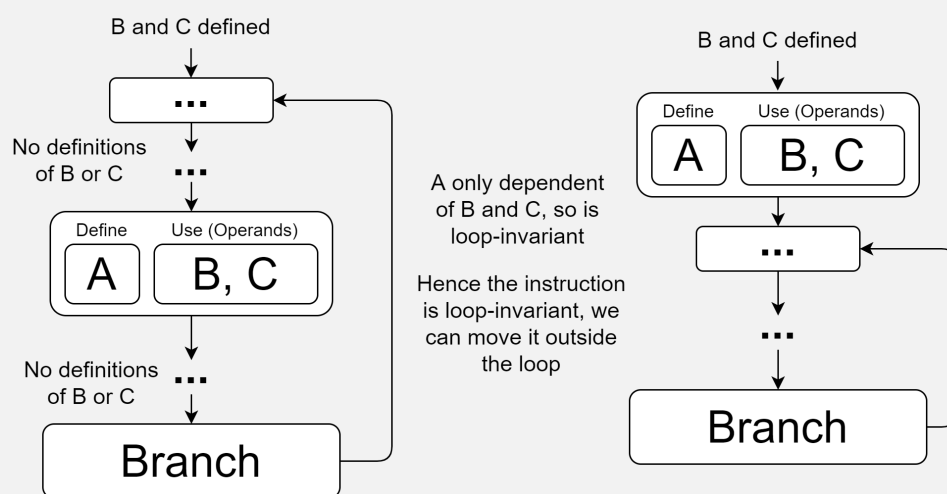 B and C defined
...
No definitions
of B or C
...
Define
Use (Operands)
A
B, C
No definitions
of B or C
...
Branch
A only dependent
of B and C, so is
loop-invariant
Hence the instruction
is loop-invariant, we
can move it outside
the loop
B and C defined
Define
Use (Operands)
A
B, C
...
...
Branch